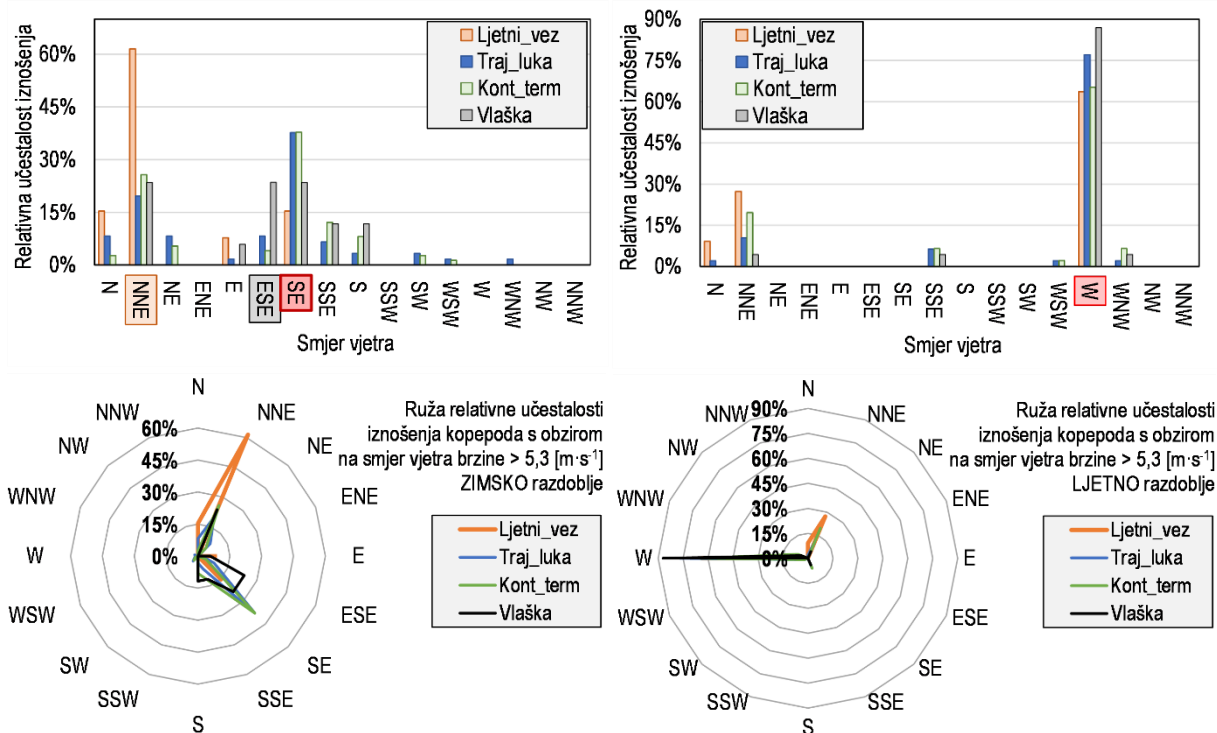 Relativna učestalost iznošenja
60%
45%
30%
15%
0%
Ljetni_vez
Traj_luka
Kont_term
Vlaška
N
NNE
NE
ENE
E
ESE
SE
SSE
S
SSW
SW
WSW
W
WNW
NW
NNW
Smjer vjetra
Relativna učestalost iznošenja
90%
75%
60%
45%
30%
15%
0%
Ljetni_vez
Traj_luka
Kont_term
Vlaška
N
NNE
NE
ENE
E
ESE
SE
SSE
S
SSW
SW
WSW
W
WNW
NW
NNW
Smjer vjetra
N
NNE
NE
ENE
E
ESE
SE
SSE
S
SSW
SW
WSW
W
WNW
NW
NNW
60%
45%
30%
15%
0%
Ruža relativne učestalosti
iznošenja kopepoda s obzirom
na smjer vjetra brzine > 5,3 [m·s⁻¹]
ZIMSKO razdoblje
Ljetni_vez
Traj_luka
Kont_term
Vlaška
N
NNE
NE
ENE
E
ESE
SE
SSE
S
SSW
SW
WSW
W
WNW
NW
NNW
90%
75%
60%
45%
30%
15%
0%
Ruža relativne učestalosti
iznošenja kopepoda s obzirom
na smjer vjetra brzine > 5,3 [m·s⁻¹]
LJETNO razdoblje
Ljetni_vez
Traj_luka
Kont_term
Vlaška